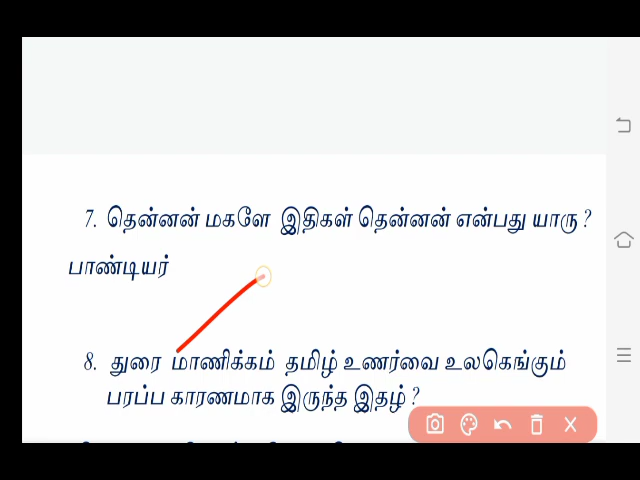 7. தென்னன் மகளே இதிகள் தென்னன் என்பது யாரு ?
பாண்டியர்
8. துரை மாணிக்கம் தமிழ் உணர்வை உலகெங்கும்
பரப்ப காரணமாக இருந்த இதழ் ?